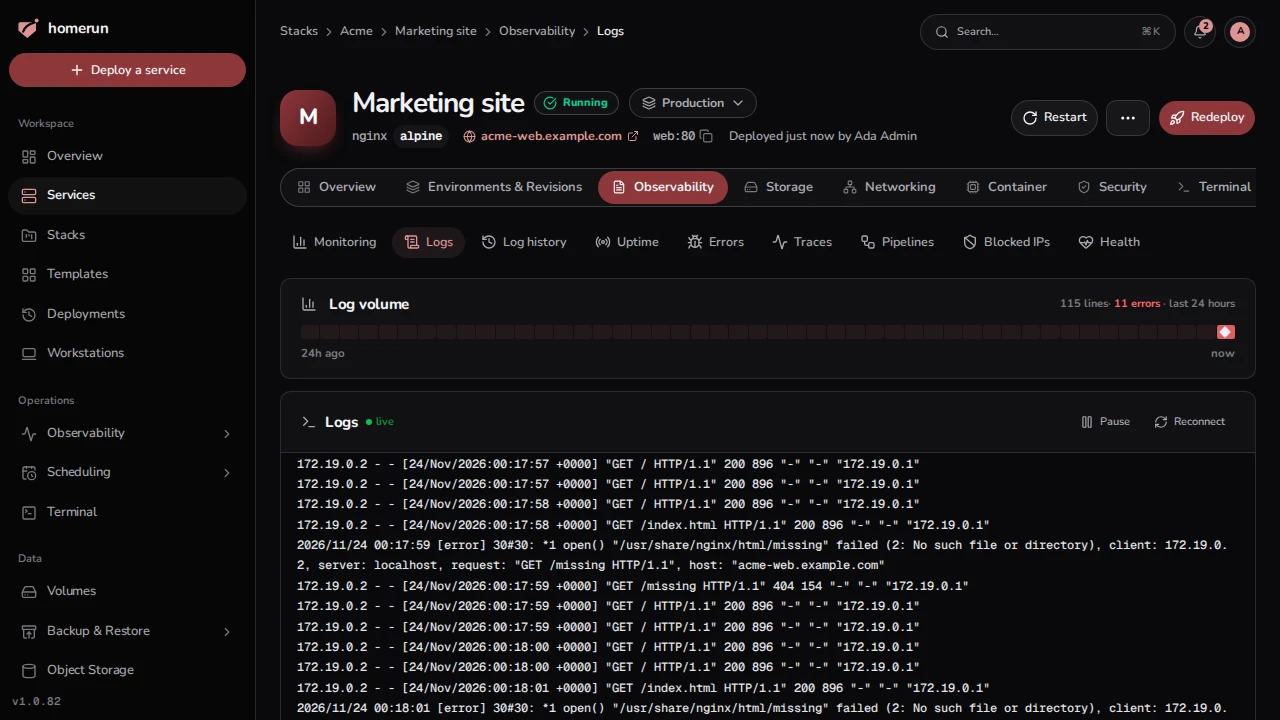 homerun
Deploy a service
Workspace
Overview
Services
Stacks
Templates
Deployments
Workstations
Operations
Observability
Scheduling
Terminal
Data
Volumes
Backup & Restore
Object Storage
v1.0.82
Stacks > Acme > Marketing site > Observability > Logs
Search... ⌘K
2
A
M
Marketing site Running Production
nginx alpine acme-web.example.com web:80 Deployed just now by Ada Admin
Restart
Redeploy
Overview Environments & Revisions Observability Storage Networking Container Security Terminal
Monitoring Logs Log history Uptime Errors Traces Pipelines Blocked IPs Health
Log volume 115 lines· 11 errors · last 24 hours
24h ago now
Logs live Pause Reconnect
172.19.0.2 - - [24/Nov/2026:00:17:57 +0000] "GET / HTTP/1.1" 200 896 "-" "-" "172.19.0.1"
172.19.0.2 - - [24/Nov/2026:00:17:57 +0000] "GET / HTTP/1.1" 200 896 "-" "-" "172.19.0.1"
172.19.0.2 - - [24/Nov/2026:00:17:58 +0000] "GET / HTTP/1.1" 200 896 "-" "-" "172.19.0.1"
172.19.0.2 - - [24/Nov/2026:00:17:58 +0000] "GET /index.html HTTP/1.1" 200 896 "-" "-" "172.19.0.1"
2026/11/24 00:17:59 [error] 30#30: *1 open() "/usr/share/nginx/html/missing" failed (2: No such file or directory), client: 172.19.0.
2, server: localhost, request: "GET /missing HTTP/1.1", host: "acme-web.example.com"
172.19.0.2 - - [24/Nov/2026:00:17:59 +0000] "GET /missing HTTP/1.1" 404 154 "-" "-" "172.19.0.1"
172.19.0.2 - - [24/Nov/2026:00:17:59 +0000] "GET / HTTP/1.1" 200 896 "-" "-" "172.19.0.1"
172.19.0.2 - - [24/Nov/2026:00:17:59 +0000] "GET / HTTP/1.1" 200 896 "-" "-" "172.19.0.1"
172.19.0.2 - - [24/Nov/2026:00:18:00 +0000] "GET / HTTP/1.1" 200 896 "-" "-" "172.19.0.1"
172.19.0.2 - - [24/Nov/2026:00:18:00 +0000] "GET / HTTP/1.1" 200 896 "-" "-" "172.19.0.1"
172.19.0.2 - - [24/Nov/2026:00:18:01 +0000] "GET /index.html HTTP/1.1" 200 896 "-" "-" "172.19.0.1"
2026/11/24 00:18:01 [error] 30#30: *1 open() "/usr/share/nginx/html/missing" failed (2: No such file or directory), client: 172.19.0.